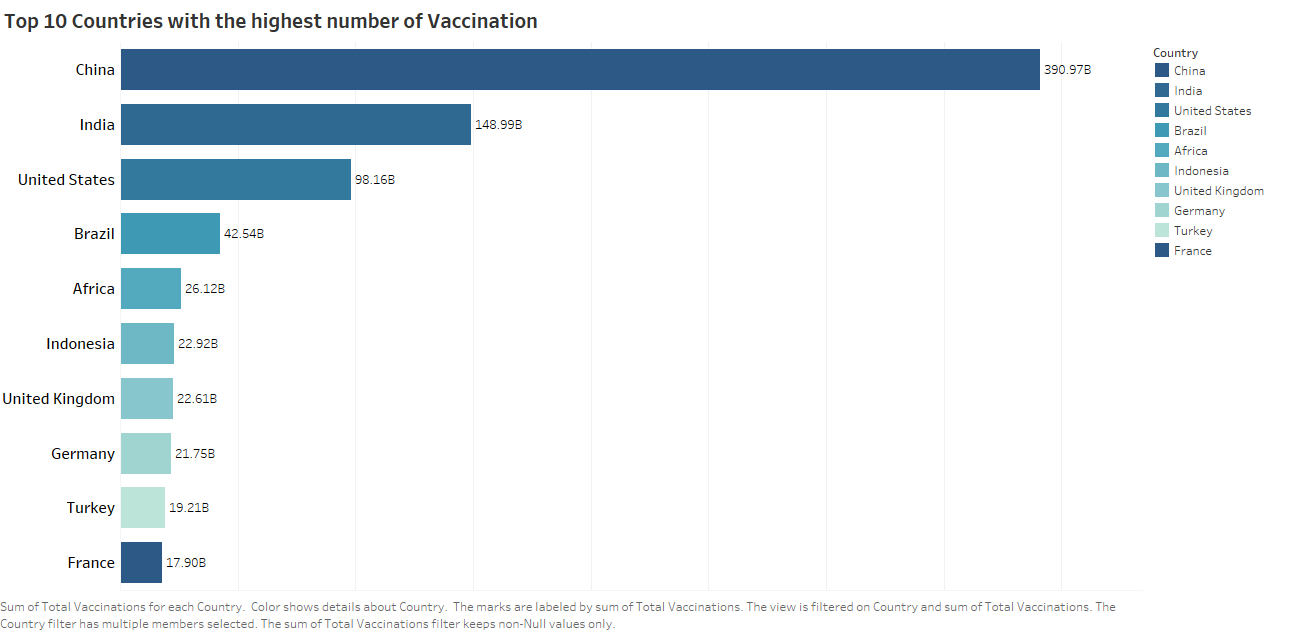 Top 10 Countries with the highest number of Vaccination
China
390.97B
India
148.99B
United States
98.16B
Brazil
42.54B
Africa
26.12B
Indonesia
22.92B
United Kingdom
22.61B
Germany
21.75B
Turkey
19.21B
France
17.90B
Country
China
India
United States
Brazil
Africa
Indonesia
United Kingdom
Germany
Turkey
France
Sum of Total Vaccinations for each Country.  Color shows details about Country.  The marks are labeled by sum of Total Vaccinations. The view is filtered on Country and sum of Total Vaccinations. The
Country filter has multiple members selected. The sum of Total Vaccinations filter keeps non-Null values only.